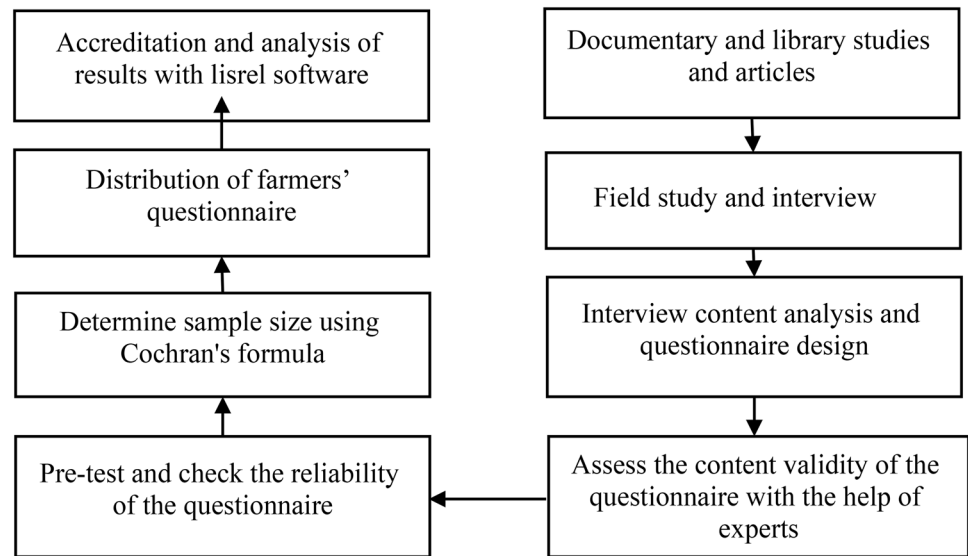 Accreditation and analysis of
results with lisrel software
Distribution of farmers’
questionnaire
Determine sample size using
Cochran's formula
Pre-test and check the reliability
of the questionnaire
Documentary and library studies
and articles
Field study and interview
Interview content analysis and
questionnaire design
Assess the content validity of the
questionnaire with the help of
experts